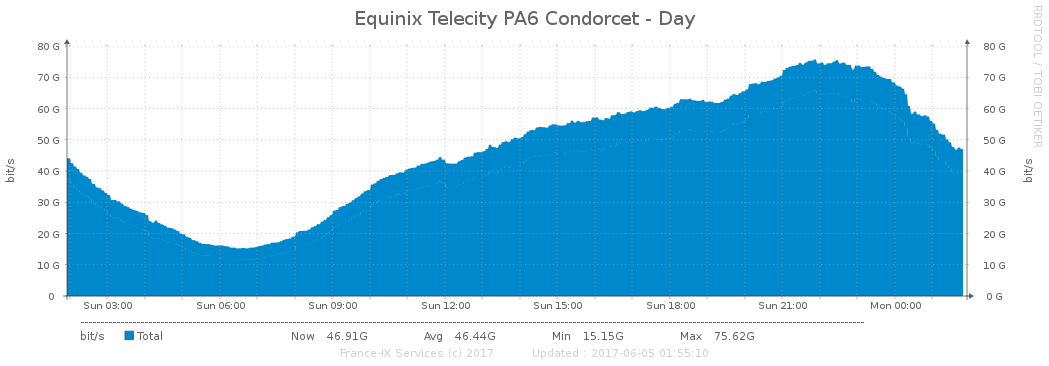 Equinix Telecity PA6 Condorcet - Day
RRDTOOL / TOBI OETIKER
bit/s
80 G
70 G
60 G
50 G
40 G
30 G
20 G
10 G
0
80 G
70 G
60 G
50 G
40 G
30 G
20 G
10 G
0 G
bit/s
Sun 03:00 Sun 06:00 Sun 09:00 Sun 12:00 Sun 15:00 Sun 18:00 Sun 21:00 Mon 00:00
bit/s Total Now 46.91G Avg 46.44G Min 15.15G Max 75.62G
France-IX Services (c) 2017 Updated : 2017-06-05 01:55:10